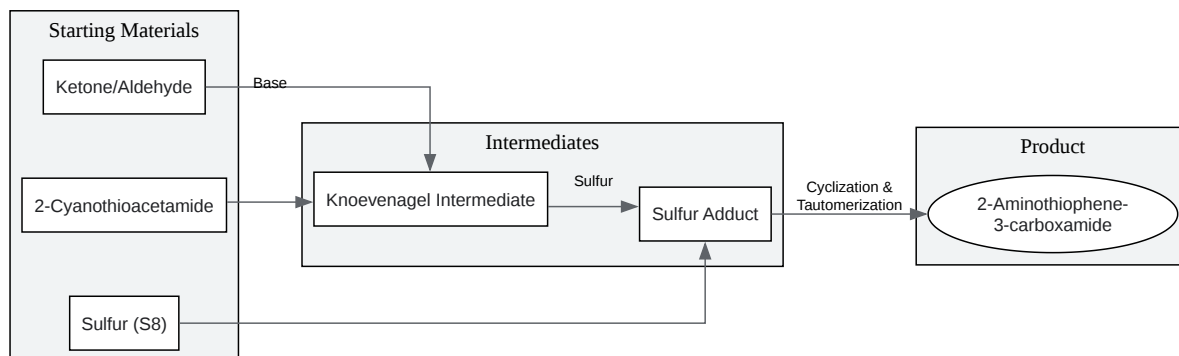 Starting Materials
Ketone/Aldehyde
Base
Intermediates
Product
2-Cyanothioacetamide
Knoevenagel Intermediate
Sulfur
Sulfur Adduct
Cyclization &
Tautomerization
2-Aminothiophene-
3-carboxamide
Sulfur (S8)